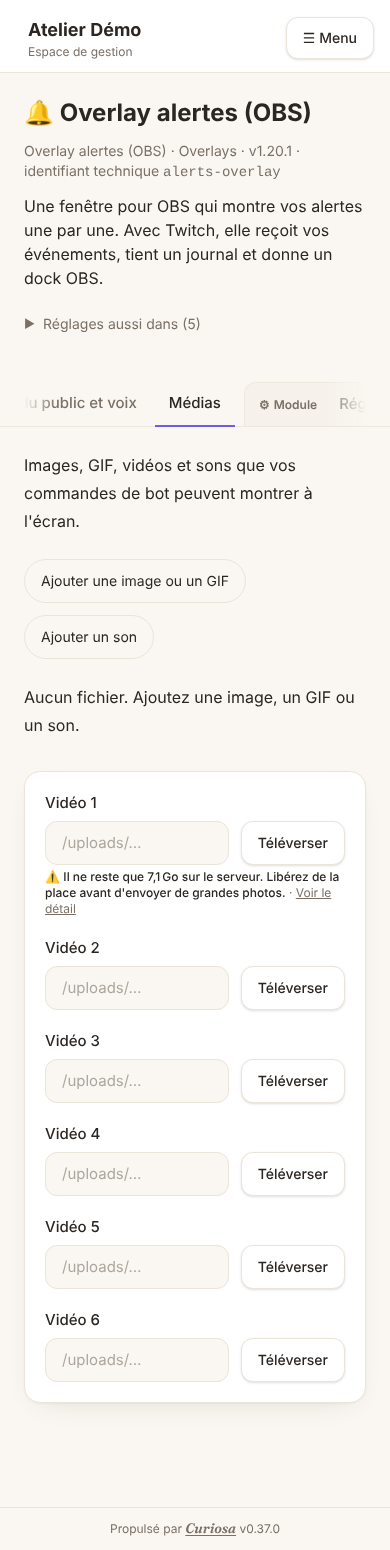 Atelier Démo
Espace de gestion
☰ Menu
🔔 Overlay alertes (OBS)
Overlay alertes (OBS) · Overlays · v1.20.1 ·
identifiant technique alerts-overlay
Une fenêtre pour OBS qui montre vos alertes
une par une. Avec Twitch, elle reçoit vos
événements, tient un journal et donne un
dock OBS.
▶ Réglages aussi dans (5)
u public et voix Médias ⚙ Module Rég
Images, GIF, vidéos et sons que vos
commandes de bot peuvent montrer à
l'écran.
Ajouter une image ou un GIF
Ajouter un son
Aucun fichier. Ajoutez une image, un GIF ou
un son.
Vidéo 1
/uploads/... Téléverser
⚠️ Il ne reste que 7,1 Go sur le serveur. Libérez de la
place avant d'envoyer de grandes photos. · Voir le
détail
Vidéo 2
/uploads/... Téléverser
Vidéo 3
/uploads/... Téléverser
Vidéo 4
/uploads/... Téléverser
Vidéo 5
/uploads/... Téléverser
Vidéo 6
/uploads/... Téléverser
Propulsé par Curiosa v0.37.0